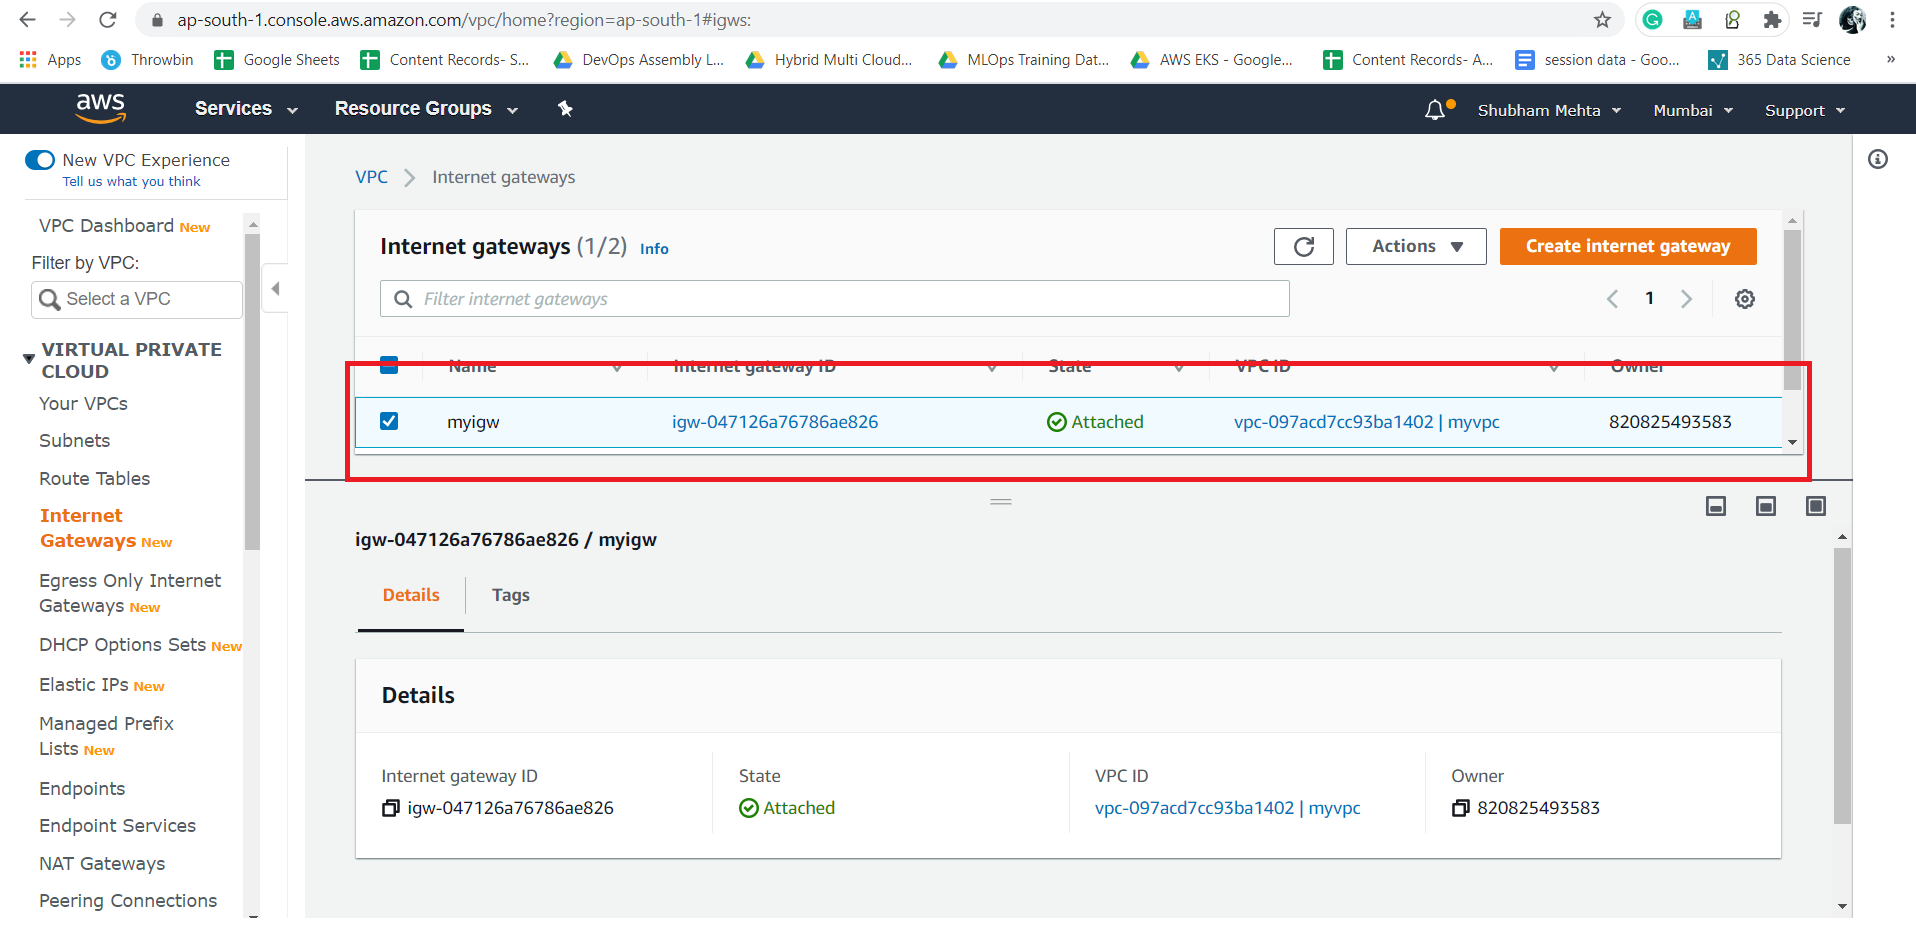 ap-south-1.console.aws.amazon.com/vpc/home?region=ap-south-1#igws:
Apps
Throwbin
Google Sheets
Content Records- S...
DevOps Assembly L...
Hybrid Multi Cloud...
MLOps Training Dat...
AWS EKS - Google...
Content Records- A...
session data - Goo...
365 Data Science
»
aws
Services
Resource Groups
Shubham Mehta
Mumbai
Support
New VPC Experience
Tell us what you think
VPC Dashboard New
Filter by VPC:
Select a VPC
VIRTUAL PRIVATE
CLOUD
Your VPCs
Subnets
Route Tables
Internet
Gateways New
Egress Only Internet
Gateways New
DHCP Options Sets New
Elastic IPs New
Managed Prefix
Lists New
Endpoints
Endpoint Services
NAT Gateways
Peering Connections
VPC > Internet gateways
Internet gateways (1/2) Info
Actions
Create internet gateway
Filter internet gateways
1
Name
Internet gateway ID
State
VPC ID
Owner
myigw
igw-047126a76786ae826
Attached
vpc-097acd7cc93ba1402 | myvpc
820825493583
igw-047126a76786ae826 / myigw
Details
Tags
Details
Internet gateway ID
igw-047126a76786ae826
State
Attached
VPC ID
vpc-097acd7cc93ba1402 | myvpc
Owner
820825493583